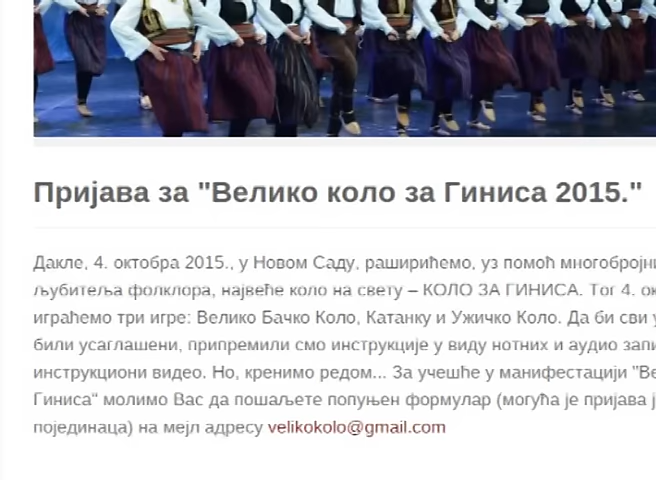 Пријава за "Велико коло за Гиниса 2015."
Дакле, 4. октобра 2015., у Новом Саду, раширићемо, уз помоћ многобројни
љубитеља фолклора, највеће коло на свету – КОЛО ЗА ГИНИСА. Тог 4. ок
играћемо три игре: Велико Бачко Коло, Катанку и Ужичко Коло. Да би сви у
били усаглашени, припремили смо инструкције у виду нотних и аудио запи
инструкциони видео. Но, кренимо редом... За учешће у манифестацији "Ве
Гиниса“ молимо Вас да пошаљете попуњен формулар (могућа је пријава ј
појединаца) на мејл адресу velikokolo@gmail.com